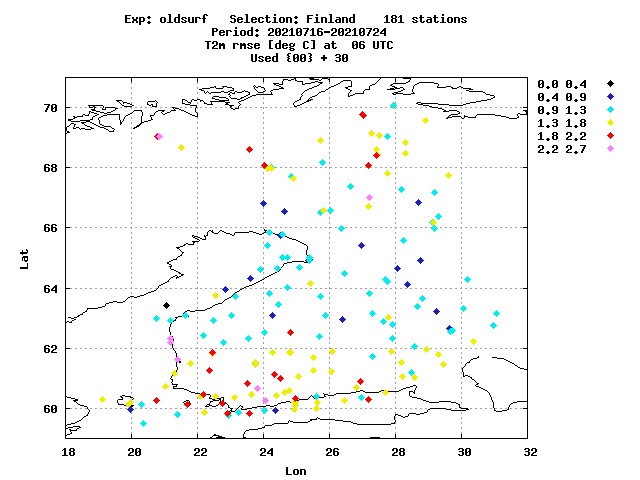 Exp: oldsurf   Selection: Finland    181 stations
Period: 20210716-20210724
T2m rmse [deg C] at  06 UTC
Used {00} + 30
0.0 0.4
0.4 0.9
0.9 1.3
1.3 1.8
1.8 2.2
2.2 2.7
70
68
66
64
62
60
Lat
18 20 22 24 26 28 30 32
Lon